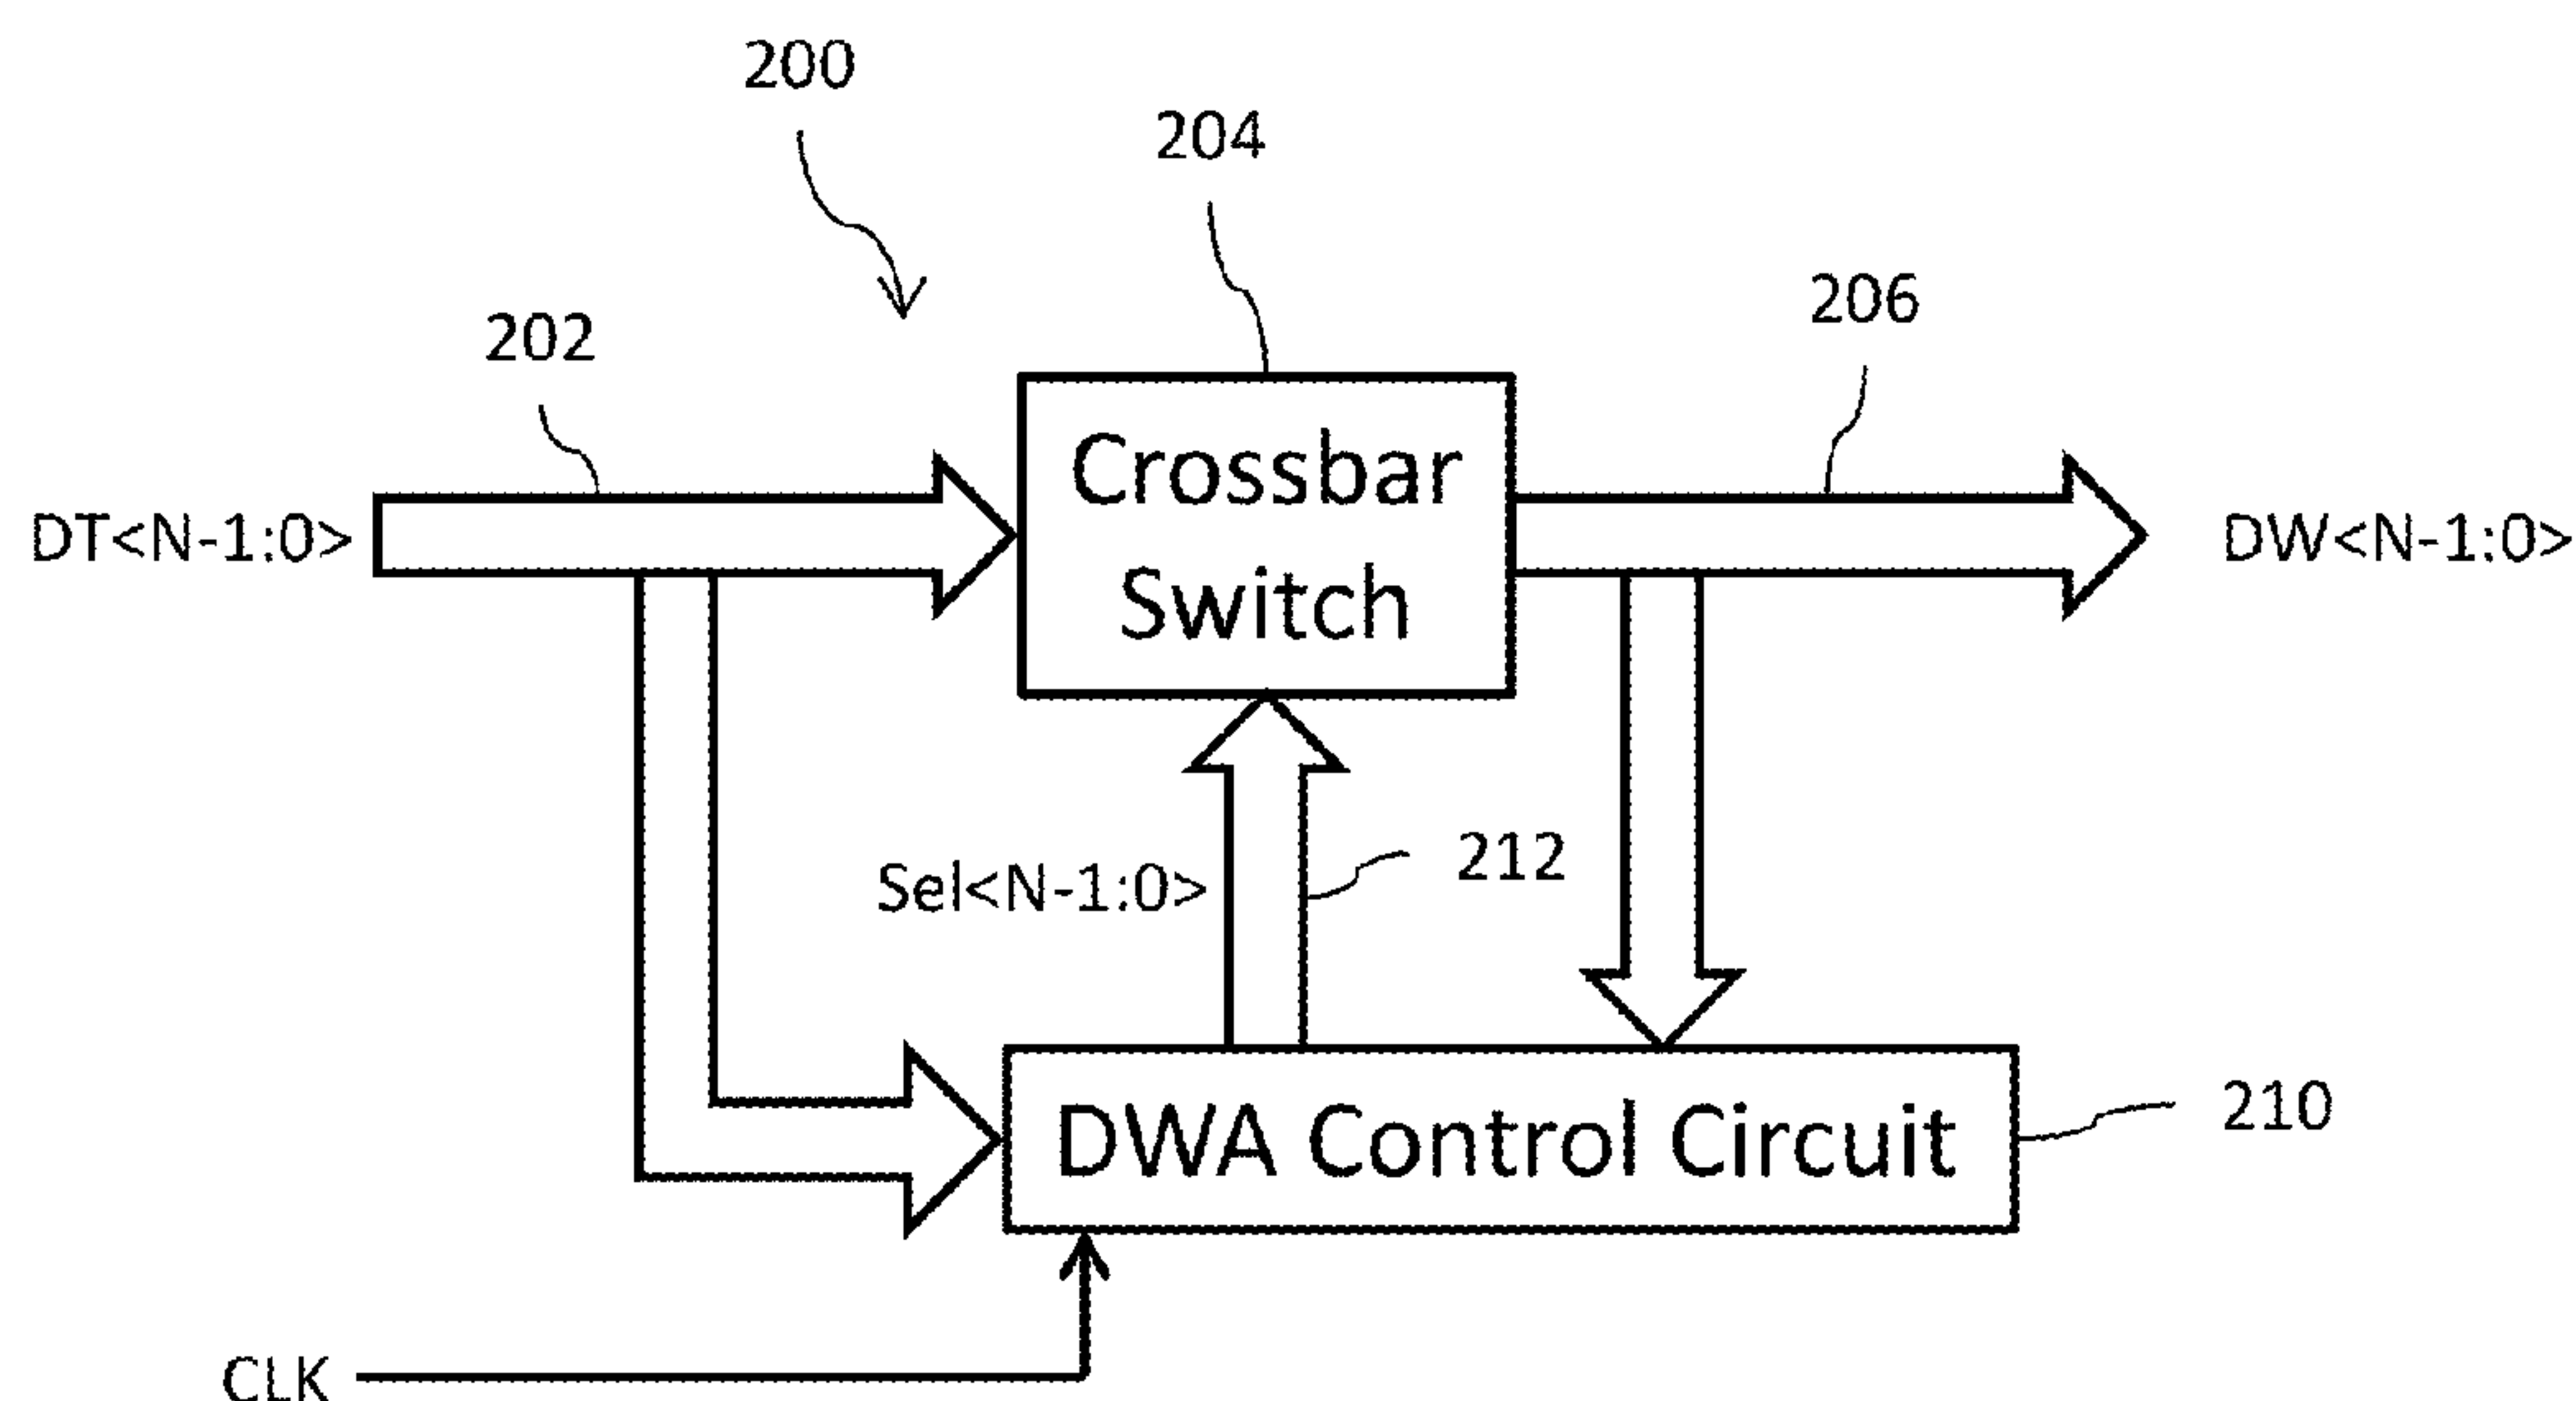 200
204
206
202
DT<N-1:0>
Crossbar
Switch
DW<N-1:0>
Sel<N-1:0>
212
DWA Control Circuit
210
CLK